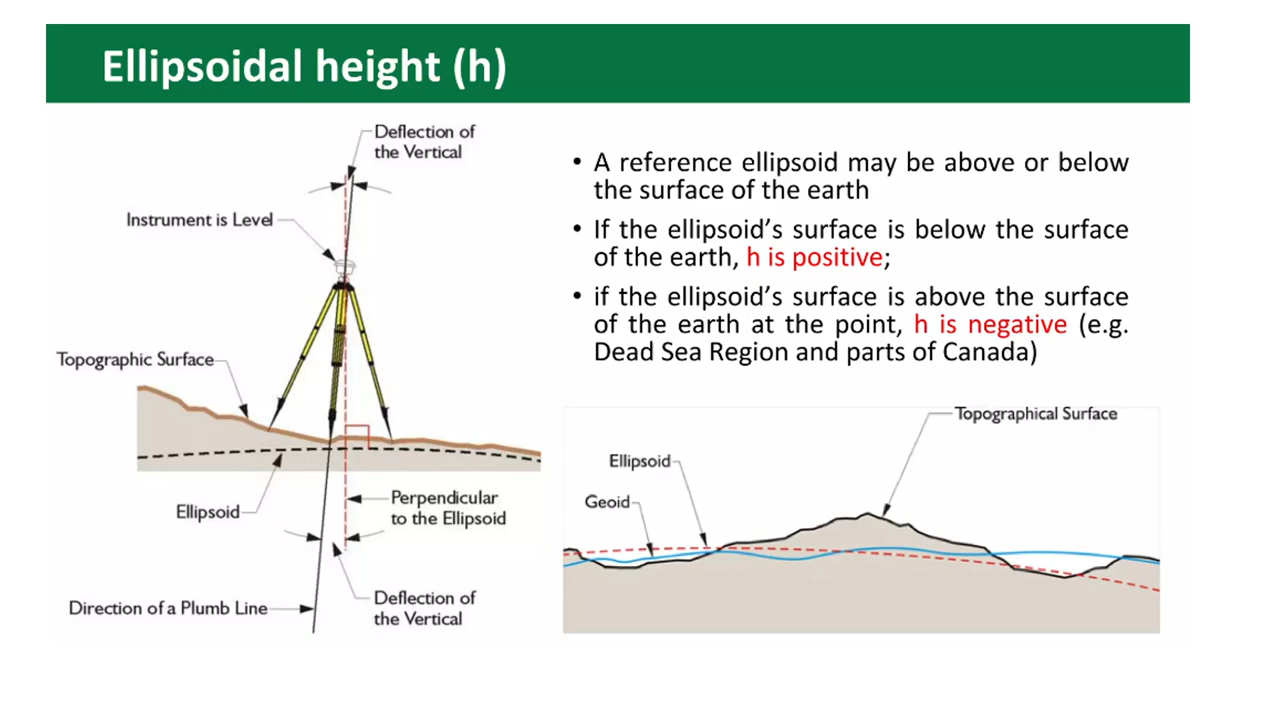 Ellipsoidal height (h)
Deflection of
the Vertical
Instrument is Level
Topographic Surface
Ellipsoid
Perpendicular
to the Ellipsoid
Direction of a Plumb Line
Deflection of
the Vertical
• A reference ellipsoid may be above or below
the surface of the earth
• If the ellipsoid’s surface is below the surface
of the earth, h is positive;
• if the ellipsoid’s surface is above the surface
of the earth at the point, h is negative (e.g.
Dead Sea Region and parts of Canada)
Topographical Surface
Ellipsoid
Geoid